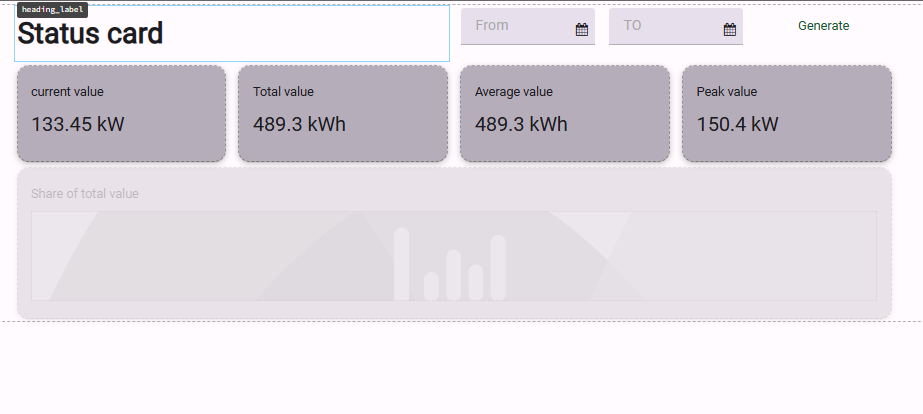 heading_label
Status card
From
TO
Generate
current value
133.45 kW
Total value
489.3 kWh
Average value
489.3 kWh
Peak value
150.4 kW
Share of total value